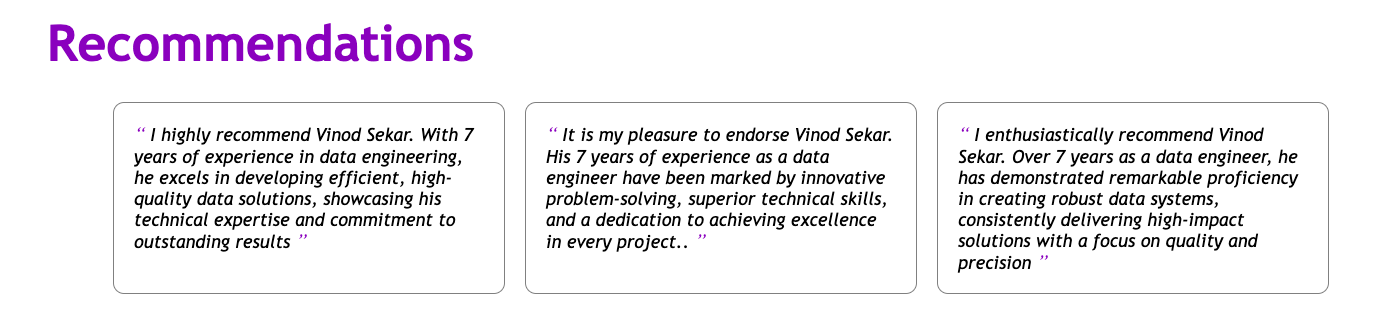 Recommendations
“ I highly recommend Vinod Sekar. With 7
years of experience in data engineering,
he excels in developing efficient, high-
quality data solutions, showcasing his
technical expertise and commitment to
outstanding results ”
“ It is my pleasure to endorse Vinod Sekar.
His 7 years of experience as a data
engineer have been marked by innovative
problem-solving, superior technical skills,
and a dedication to achieving excellence
in every project.. ”
“ I enthusiastically recommend Vinod
Sekar. Over 7 years as a data engineer, he
has demonstrated remarkable proficiency
in creating robust data systems,
consistently delivering high-impact
solutions with a focus on quality and
precision ”